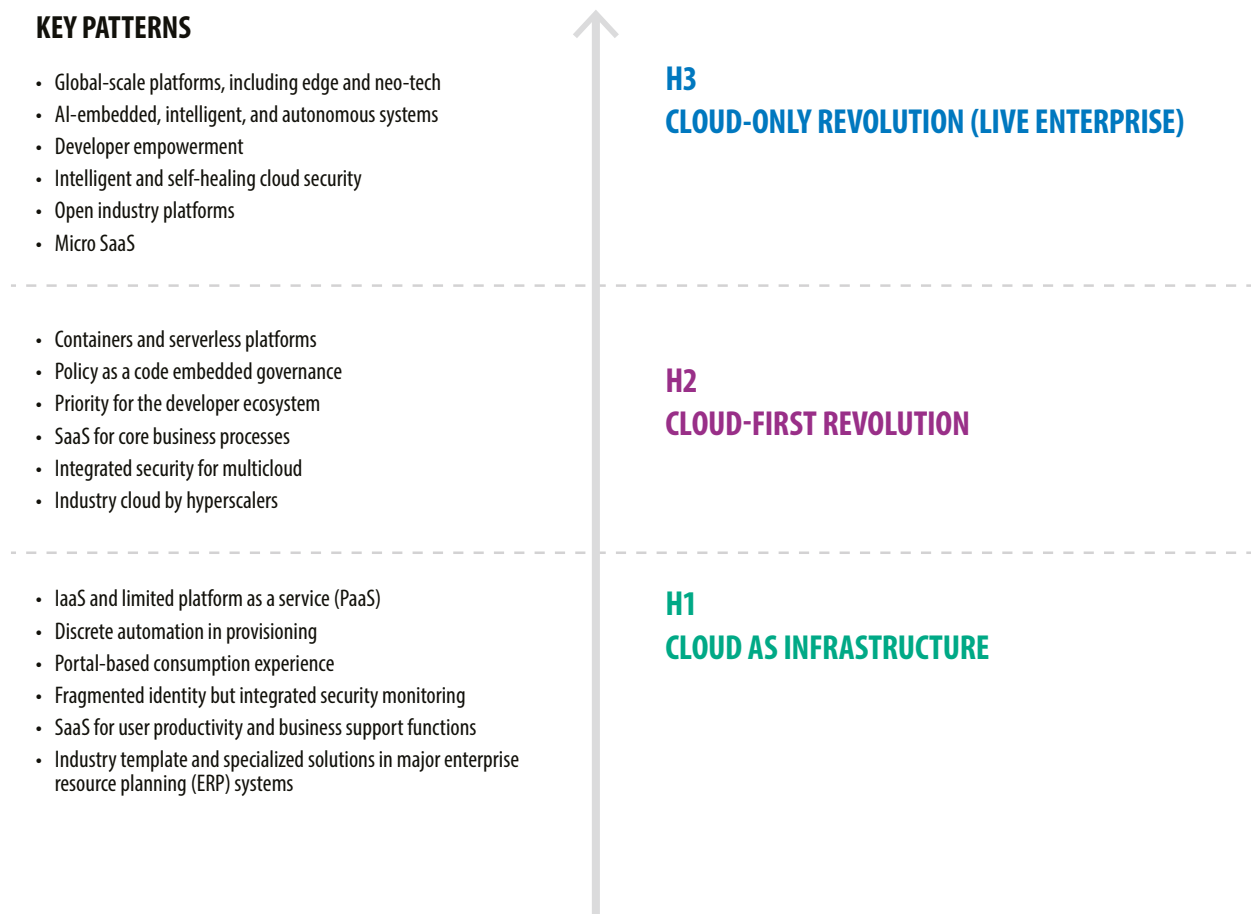 KEY PATTERNS
• Global-scale platforms, including edge and neo-tech
• AI-embedded, intelligent, and autonomous systems
• Developer empowerment
• Intelligent and self-healing cloud security
• Open industry platforms
• Micro SaaS
H3
CLOUD-ONLY REVOLUTION (LIVE ENTERPRISE)
• Containers and serverless platforms
• Policy as a code embedded governance
• Priority for the developer ecosystem
• SaaS for core business processes
• Integrated security for multicloud
• Industry cloud by hyperscalers
H2
CLOUD-FIRST REVOLUTION
• IaaS and limited platform as a service (PaaS)
• Discrete automation in provisioning
• Portal-based consumption experience
• Fragmented identity but integrated security monitoring
• SaaS for user productivity and business support functions
• Industry template and specialized solutions in major enterprise
resource planning (ERP) systems
H1
CLOUD AS INFRASTRUCTURE